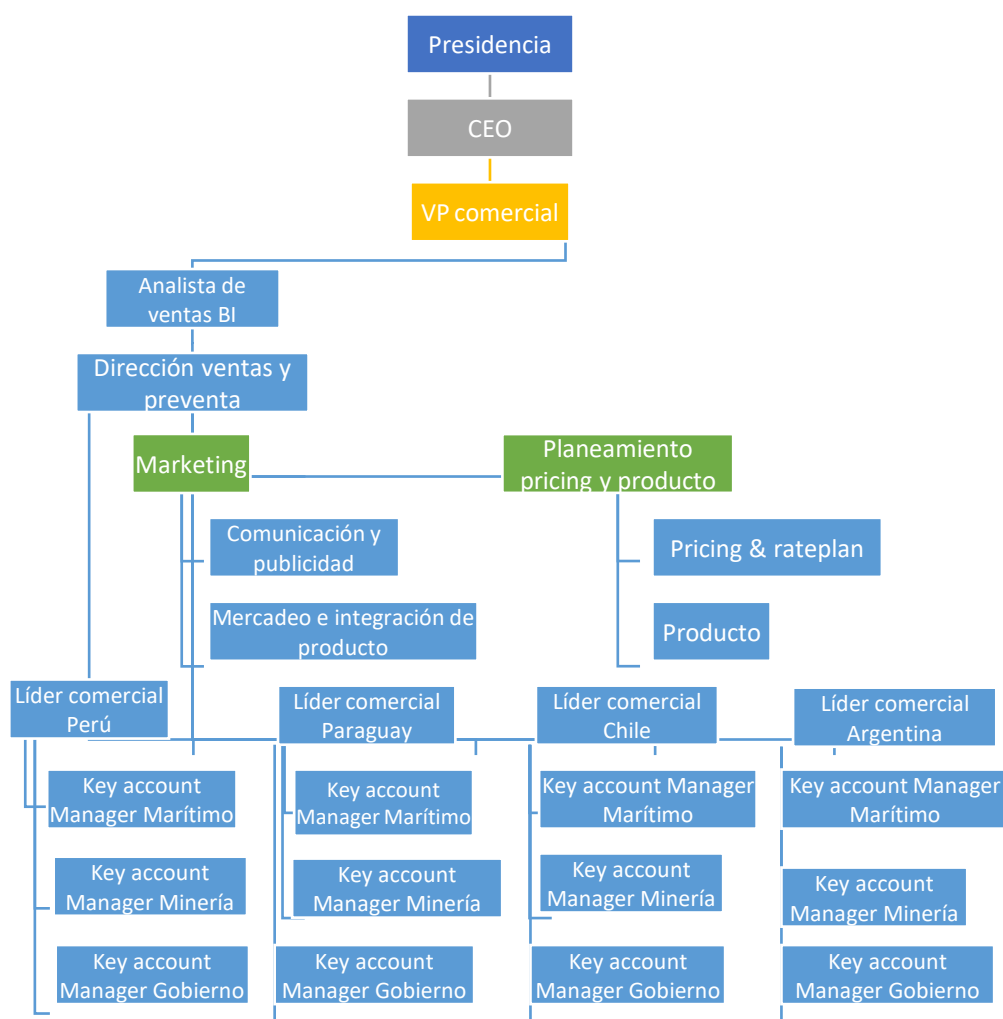 Presidencia
CEO
VP comercial
Analista de
ventas BI
Dirección ventas y
preventa
Marketing
Planeamiento
pricing y producto
Comunicación y
publicidad
Pricing & rateplan
Mercadeo e integración de
producto
Producto
Líder comercial
Perú
Líder comercial
Paraguay
Líder comercial
Chile
Líder comercial
Argentina
Key account
Manager Marítimo
Key account
Manager Marítimo
Key account Manager
Marítimo
Key account Manager
Marítimo
Key account
Manager Minería
Key account
Manager Minería
Key account
Manager Minería
Key account
Manager Minería
Key account
Manager Gobierno
Key account
Manager Gobierno
Key account
Manager Gobierno
Key account
Manager Gobierno